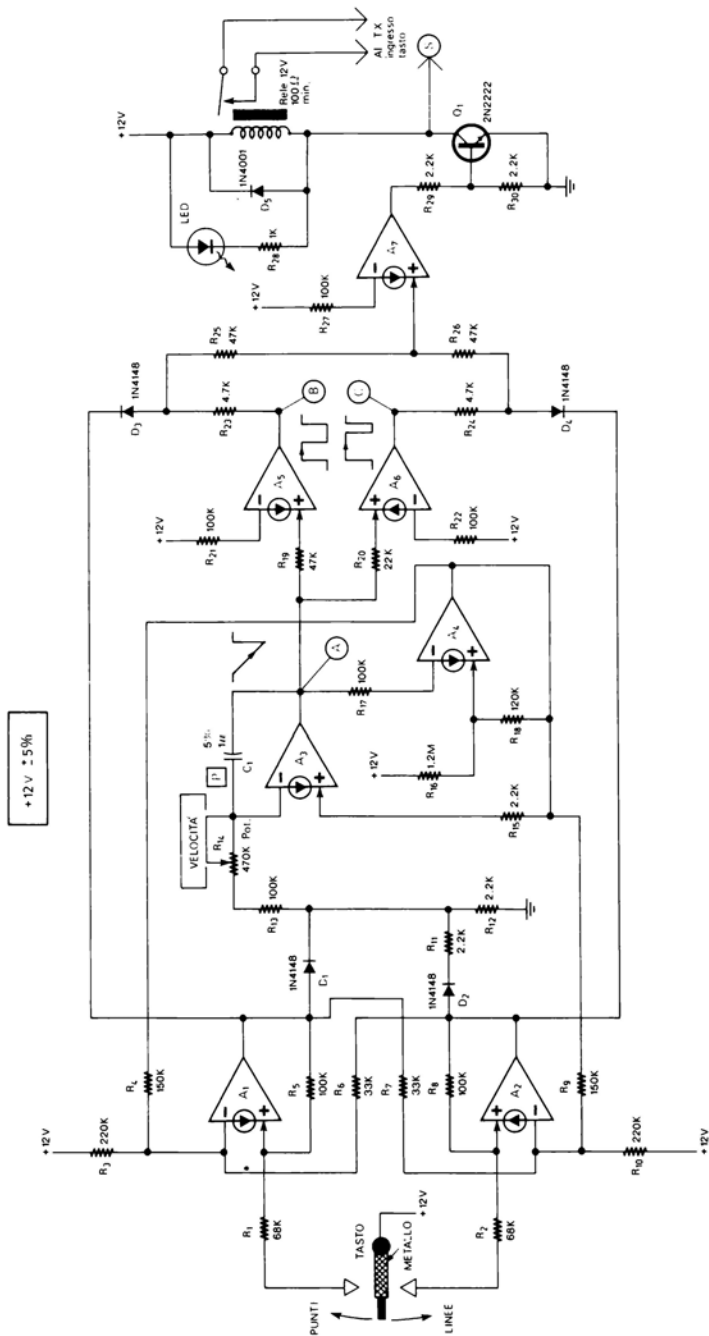 +12 V ± 5%
+12V
R3 220K
R4
150K
A1
R5
100K
R6
33K
R7
33K
R8
100K
A2
R9
150K
R10 220K
+12V
R1
68K
R2
68K
PUNTI
TASTO
METALLO
+12V
LINEE
1N4148
D1
1N4148
D2
R11
2.2K
R12
2.2K
R13
100K
VELOCITÀ
R14
470K Pot.
P
C1
A3
A
R15
2.2K
R16
1.2M
+12V
R17
100K
A4
R18
120K
R19
47K
R20
22K
+12V
R21
100K
A5
A6
R22
100K
+12V
B
C
D3
1N4148
R23
4.7K
R24
4.7K
D4
1N4148
R25
47K
R26
47K
+12V
R27
100K
A7
R29
2.2K
R30
2.2K
Q1
2N2222
S
LED
R28
1K
1N4001
D5
+12V
Rele 12V
100 Ω
min.
Al TX
ingresso
tasto